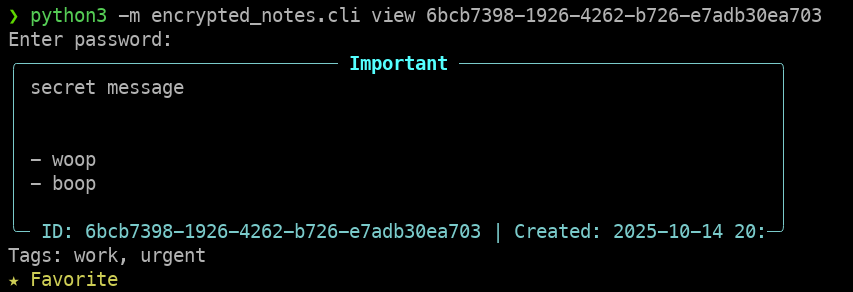 ❯ python3 -m encrypted_notes.cli view 6bcb7398-1926-4262-b726-e7adb30ea703
Enter password:
Important
secret message
- woop
- boop
ID: 6bcb7398-1926-4262-b726-e7adb30ea703 | Created: 2025-10-14 20:
Tags: work, urgent
★ Favorite